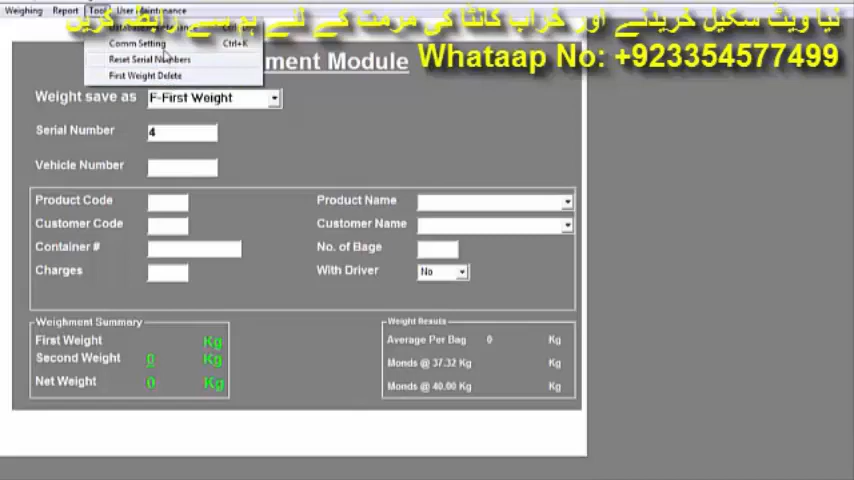 Weighing Report Tool User Maintenance
نیا ویٹ سکیل خریدنے اور خراب کانٹا کی مرمت کے لئے ہم سے رابطہ کریں
Comm Setting Ctrl+K
Reset Serial Numbers
First Weight Delete
ment Module
Whataap No: +923354577499
Weight save as F-First Weight
Serial Number 4
Vehicle Number
Product Code Product Name
Customer Code Customer Name
Container # No. of Bage
Charges With Driver No
Weighment Summary Weight Results
First Weight Kg Average Per Bag 0 Kg
Second Weight 0 Kg Monds @ 37.32 Kg Kg
Net Weight 0 Kg Monds @ 40.00 Kg Kg